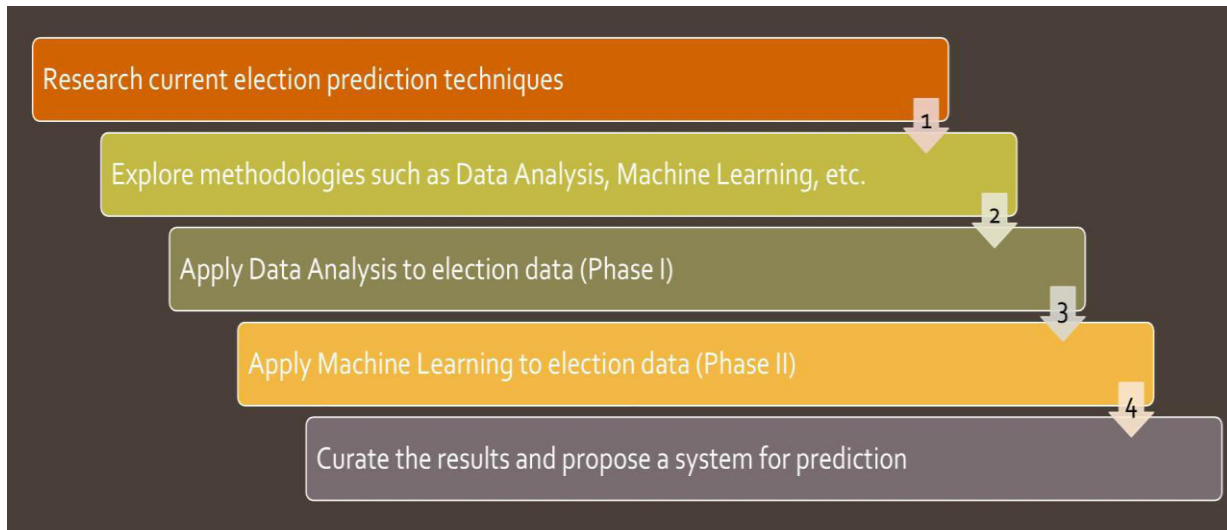 Research current election prediction techniques
1
Explore methodologies such as Data Analysis, Machine Learning, etc.
2
Apply Data Analysis to election data (Phase I)
3
Apply Machine Learning to election data (Phase II)
4
Curate the results and propose a system for prediction